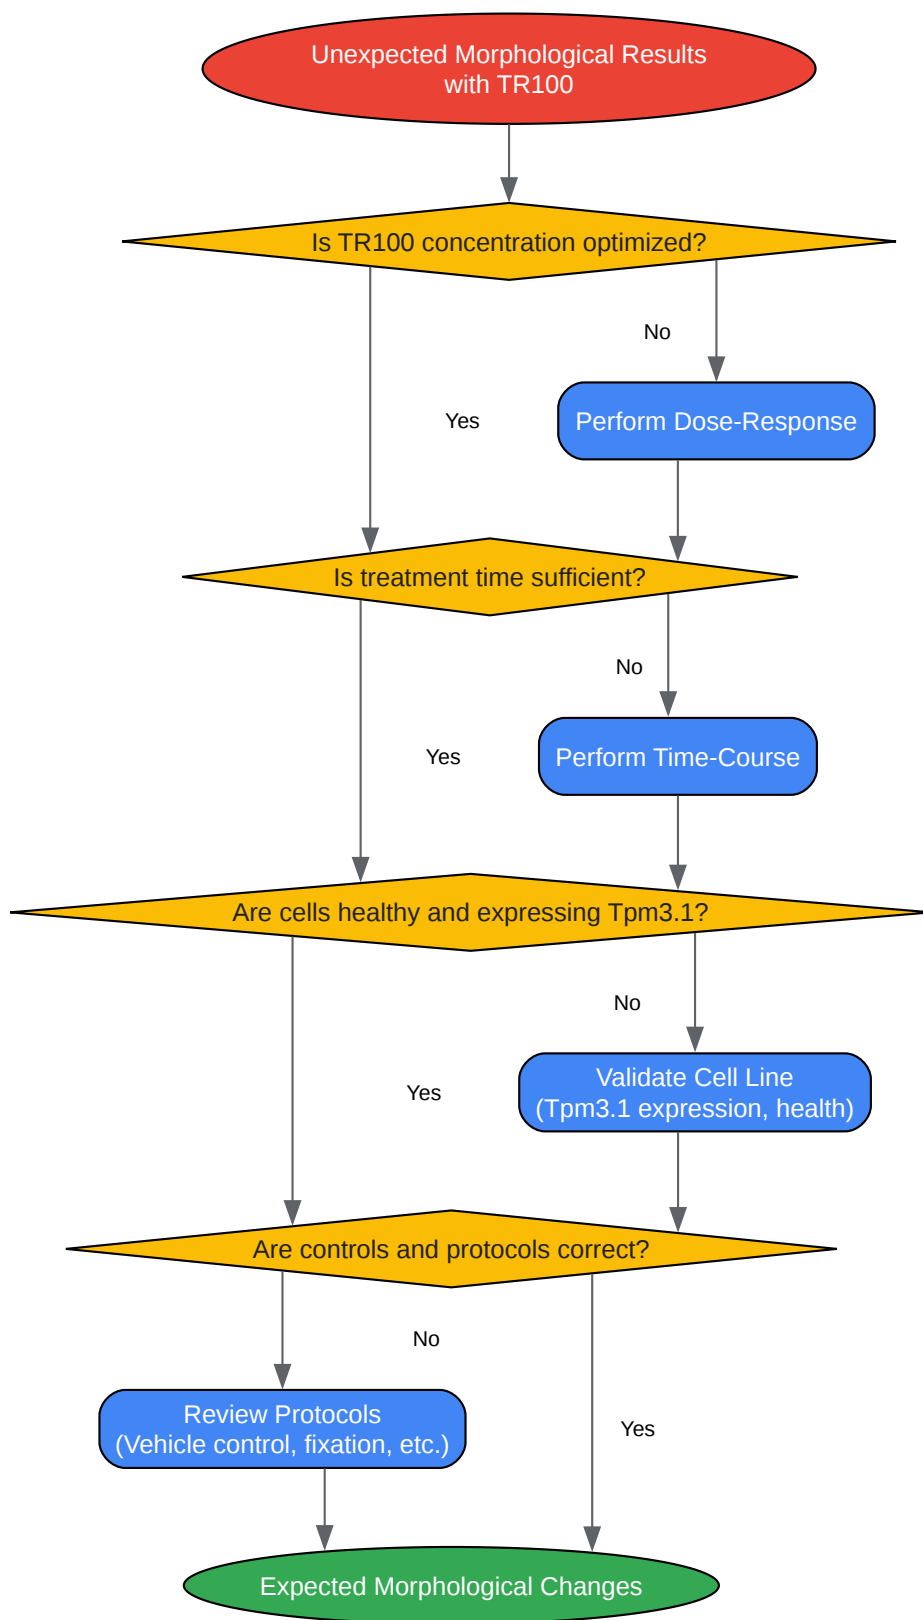 Unexpected Morphological Results
with TR100
Is TR100 concentration optimized?
No
Yes
Perform Dose-Response
Is treatment time sufficient?
No
Yes
Perform Time-Course
Are cells healthy and expressing Tpm3.1?
No
Yes
Validate Cell Line
(Tpm3.1 expression, health)
Are controls and protocols correct?
No
Review Protocols
(Vehicle control, fixation, etc.)
Yes
Expected Morphological Changes